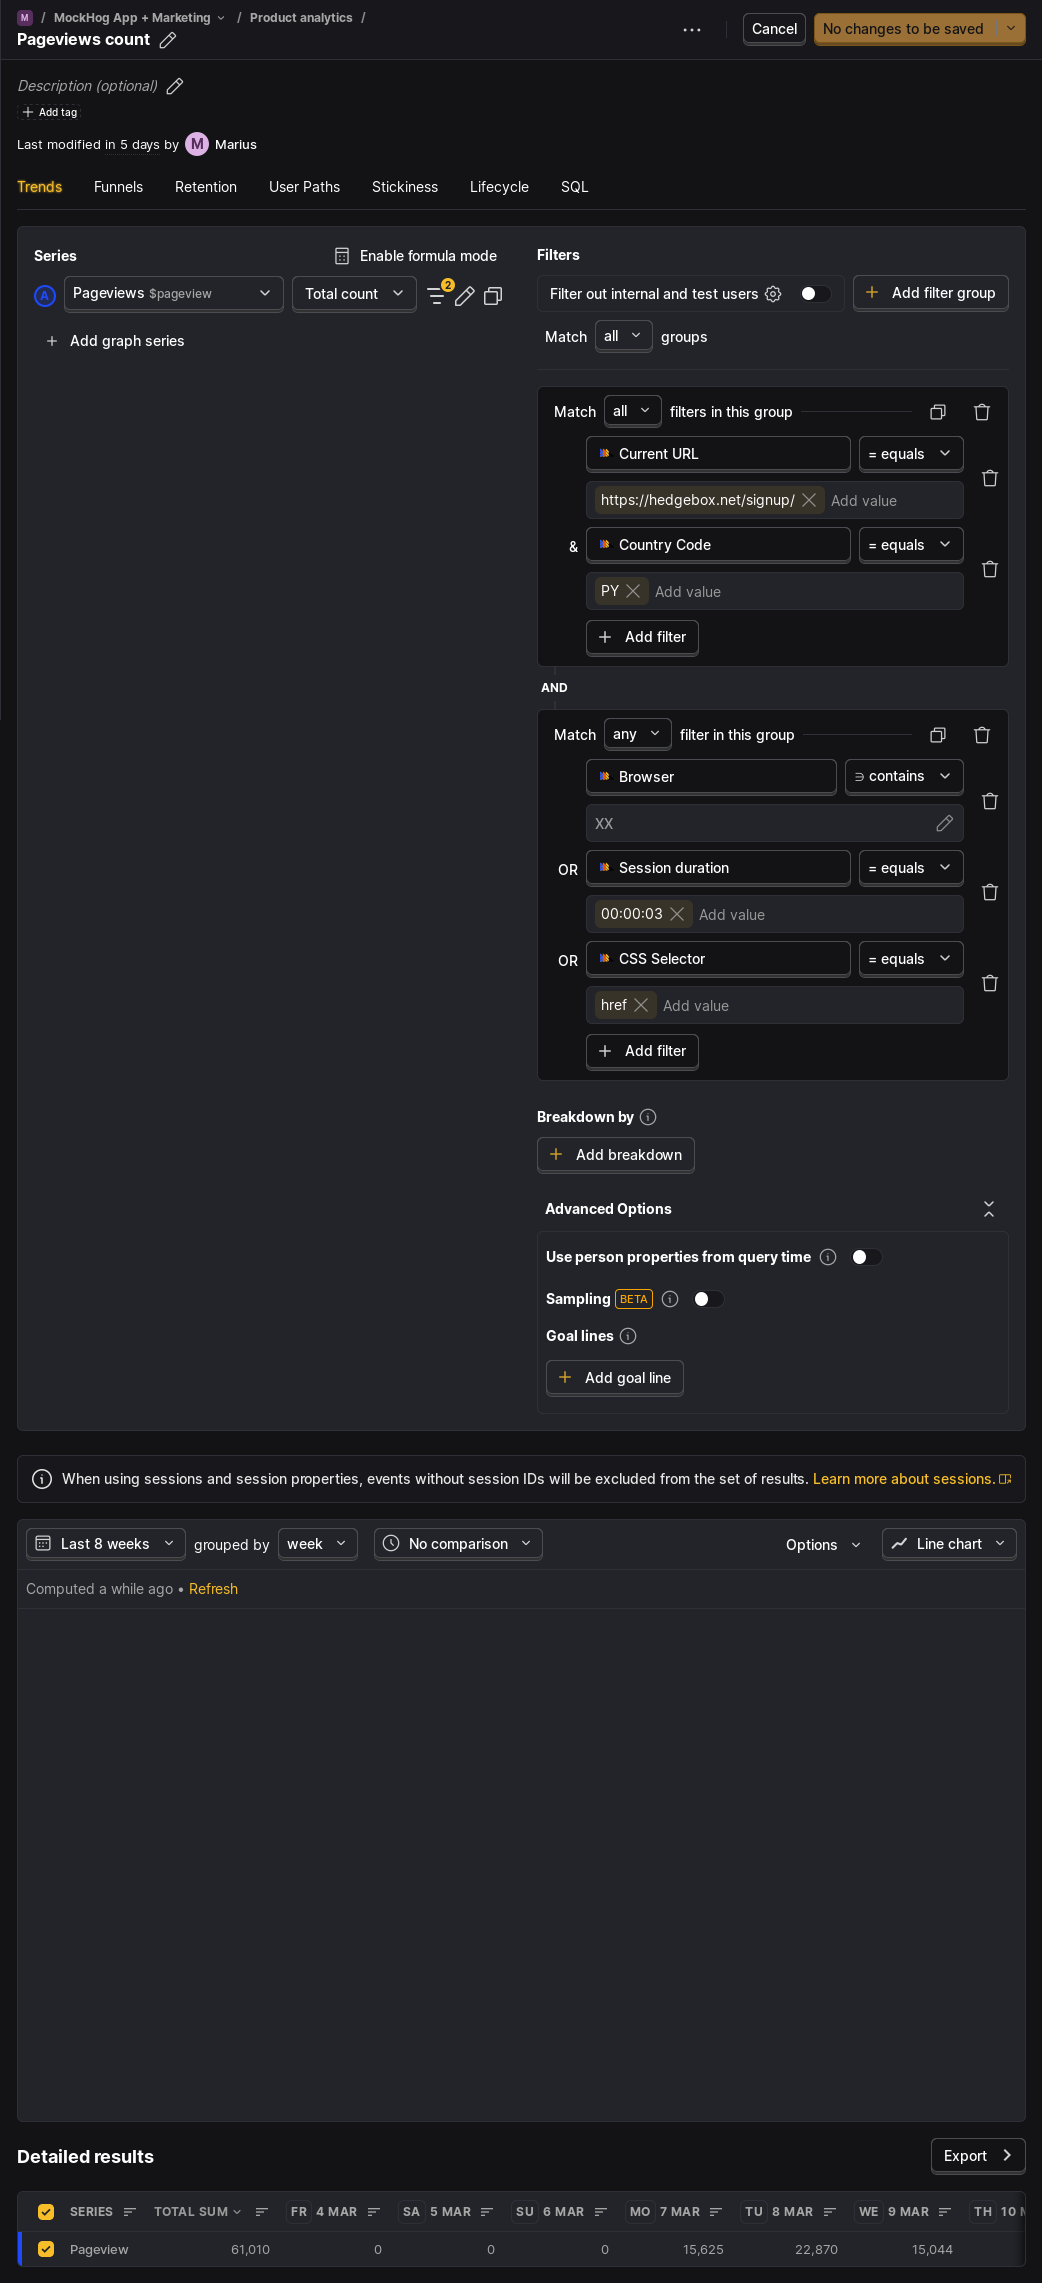 M / MockHog App + Marketing / Product analytics /
Pageviews count
Cancel
No changes to be saved
Description (optional)
Add tag
Last modified in 5 days by M Marius
Trends Funnels Retention User Paths Stickiness Lifecycle SQL
Series
Enable formula mode
A Pageviews $pageview Total count 2
Add graph series
Filters
Filter out internal and test users Add filter group
Match all groups
Match all filters in this group
Current URL = equals
https://hedgebox.net/signup/ Add value
& Country Code = equals
PY Add value
Add filter
AND
Match any filter in this group
Browser ∋ contains
XX
OR Session duration = equals
00:00:03 Add value
OR CSS Selector = equals
href Add value
Add filter
Breakdown by
Add breakdown
Advanced Options
Use person properties from query time
Sampling BETA
Goal lines
Add goal line
When using sessions and session properties, events without session IDs will be excluded from the set of results. Learn more about sessions.
Last 8 weeks grouped by week No comparison Options Line chart
Computed a while ago • Refresh
Detailed results
Export
SERIES TOTAL SUM FR 4 MAR SA 5 MAR SU 6 MAR MO 7 MAR TU 8 MAR WE 9 MAR TH 10 M
Pageview 61,010 0 0 0 15,625 22,870 15,044